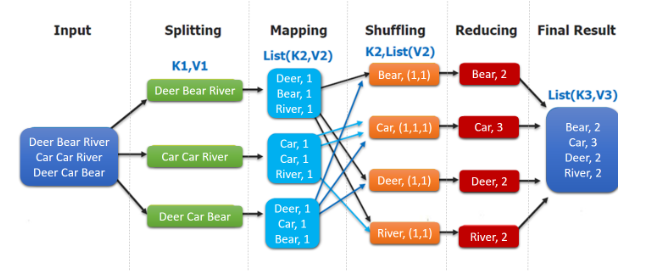 Input
Splitting
Mapping
Shuffling
Reducing
Final Result
K1,V1
List(K2,V2)
K2,List(V2)
List(K3,V3)
Deer Bear River
Car Car River
Deer Car Bear
Deer Bear River
Car Car River
Deer Car Bear
Deer, 1
Bear, 1
River, 1
Car, 1
Car, 1
River, 1
Deer, 1
Car, 1
Bear, 1
Bear, (1,1)
Car, (1,1,1)
Deer, (1,1)
River, (1,1)
Bear, 2
Car, 3
Deer, 2
River, 2
Bear, 2
Car, 3
Deer, 2
River, 2